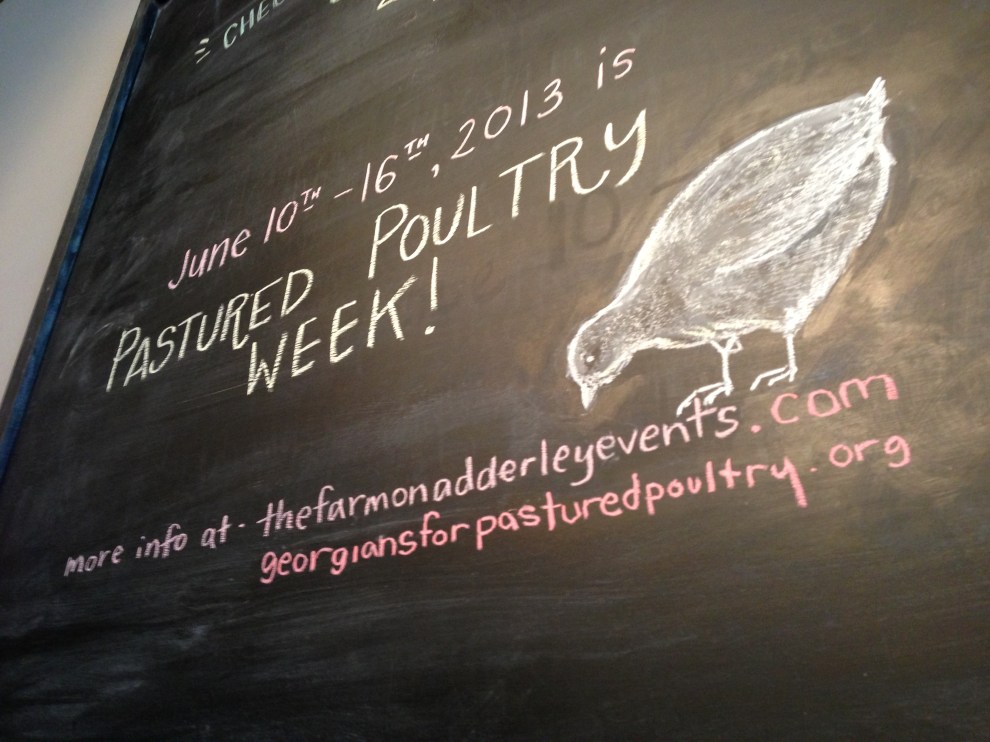 June 10TH - 16TH, 2013 is
PASTURED POULTRY
WEEK!
more info at - thefarmonadderleyevents.com
georgiansforpasturedpoultry.org